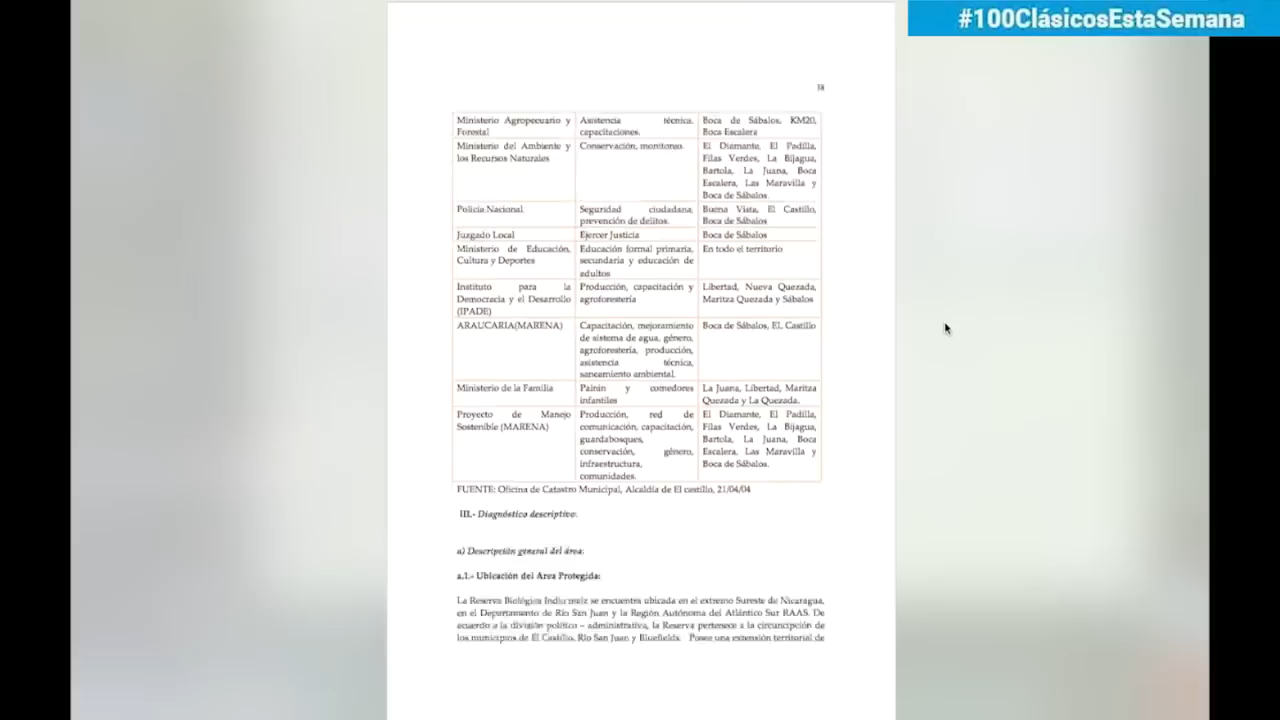 #100ClásicosEstaSemana
38
Ministerio Agropecuario y
Forestal
Asistencia técnica,
capacitaciones.
Boca de Sábalos, KM20,
Boca Escalera
Ministerio del Ambiente y
los Recursos Naturales
Conservación, monitoreo.
El Diamante, El Padilla,
Filas Verdes, La Bijagua,
Bartola, La Juana, Boca
Escalera, Las Maravilla y
Boca de Sábalos
Policía Nacional
Seguridad ciudadana,
prevención de delitos.
Buena Vista, El Castillo,
Boca de Sábalos
Juzgado Local
Ejercer Justicia
Boca de Sábalos
Ministerio de Educación,
Cultura y Deportes
Educación formal primaria,
secundaria y educación de
adultos
En todo el territorio
Instituto para la
Democracia y el Desarrollo
(IPADE)
Producción, capacitación y
agroforestería
Libertad, Nueva Quezada,
Maritza Quezada y Sábalos
ARAUCARIA(MARENA)
Capacitación, mejoramiento
de sistema de agua, género,
agroforestería, producción,
asistencia técnica,
saneamiento ambiental.
Boca de Sábalos, EL Castillo
Ministerio de la Familia
Painin y comedores
infantiles
La Juana, Libertad, Maritza
Quezada y La Quezada.
Proyecto de Manejo
Sostenible (MARENA)
Producción, red de
comunicación, capacitación,
guardabosques,
conservación, género,
infraestructura,
comunidades.
El Diamante, El Padilla,
Filas Verdes, La Bijagua,
Bartola, La Juana, Boca
Escalera, Las Maravilla y
Boca de Sábalos.
FUENTE: Oficina de Catastro Municipal, Alcaldía de El castillo, 21/04/04
III.- Diagnóstico descriptivo.
a) Descripción general del área:
a.1.- Ubicación del Area Protegida:
La Reserva Biológica Indio maíz se encuentra ubicada en el extremo Sureste de Nicaragua,
en el Departamento de Río San Juan y la Región Autónoma del Atlántico Sur RAAS. De
acuerdo a la división político – administrativa, la Reserva pertenece a la circuncipción de
los municipios de El Castillo, Río San Juan y Bluefields. Posee una extensión territorial de